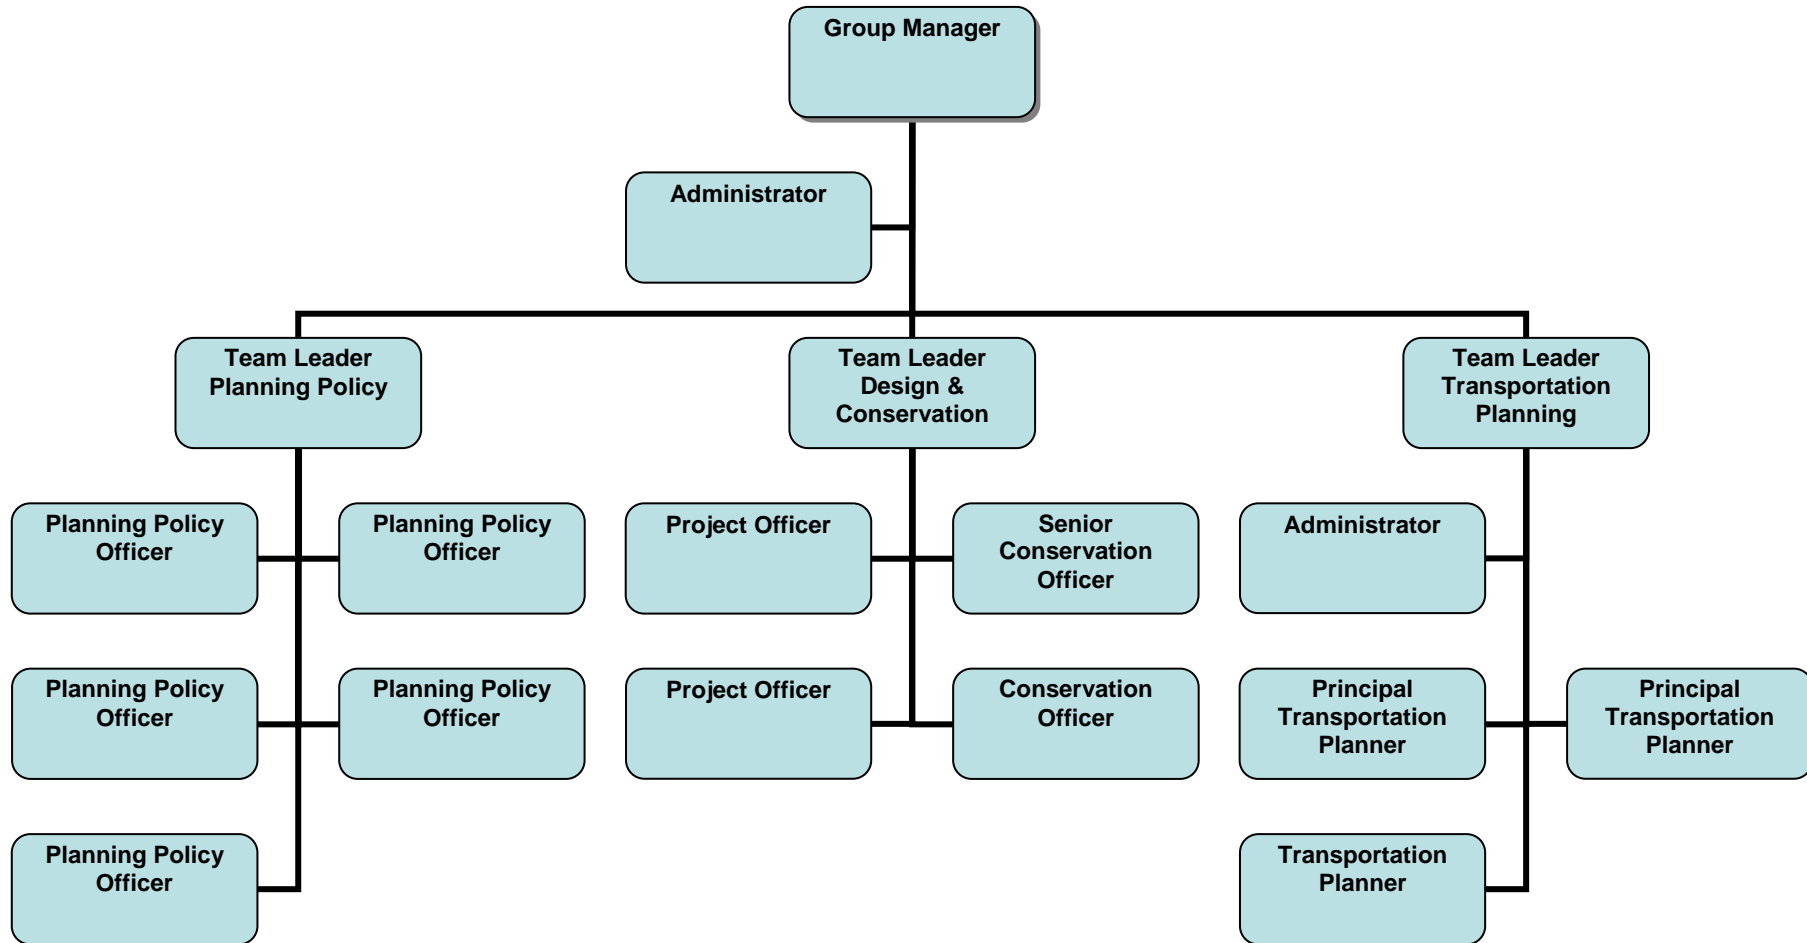 Group Manager
Administrator
Team Leader
Planning Policy
Team Leader
Design &
Conservation
Team Leader
Transportation
Planning
Planning Policy
Officer
Planning Policy
Officer
Project Officer
Senior
Conservation
Officer
Administrator
Planning Policy
Officer
Planning Policy
Officer
Project Officer
Conservation
Officer
Principal
Transportation
Planner
Principal
Transportation
Planner
Planning Policy
Officer
Transportation
Planner